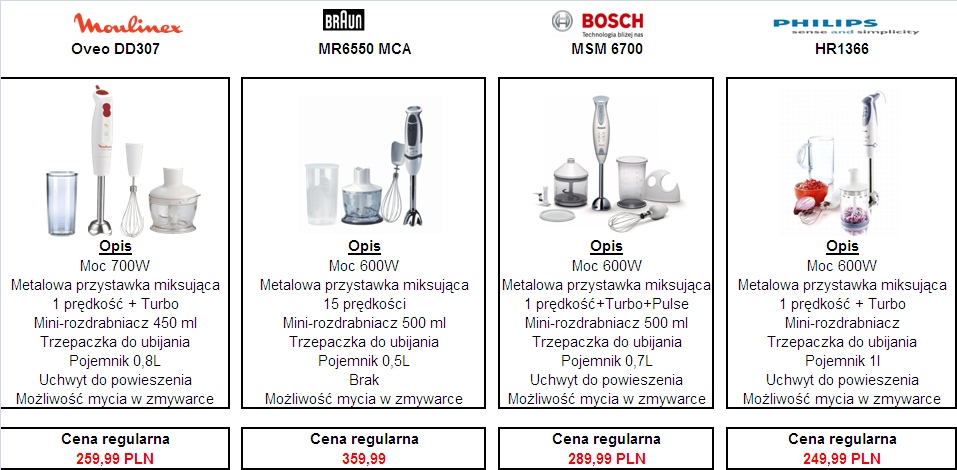 Moulinex
Oveo DD307
Opis
Moc 700W
Metalowa przystawka miksująca
1 prędkość + Turbo
Mini-rozdrabniacz 450 ml
Trzepaczka do ubijania
Pojemnik 0,8L
Uchwyt do powieszenia
Możliwość mycia w zmywarce
Cena regularna
259,99 PLN
BRAUN
MR6550 MCA
Opis
Moc 600W
Metalowa przystawka miksująca
15 prędkości
Mini-rozdrabniacz 500 ml
Trzepaczka do ubijania
Pojemnik 0,5L
Brak
Możliwość mycia w zmywarce
Cena regularna
359,99
BOSCH
Technologia bliżej nas
MSM 6700
Opis
Moc 600W
Metalowa przystawka miksująca
1 prędkość+Turbo+Pulse
Mini-rozdrabniacz 500 ml
Trzepaczka do ubijania
Pojemnik 0,7L
Uchwyt do powieszenia
Możliwość mycia w zmywarce
Cena regularna
289,99 PLN
PHILIPS
sense and simplicity
HR1366
Opis
Moc 600W
Metalowa przystawka miksująca
1 prędkość + Turbo
Mini-rozdrabniacz
Trzepaczka do ubijania
Pojemnik 1l
Uchwyt do powieszenia
Możliwość mycia w zmywarce
Cena regularna
249,99 PLN